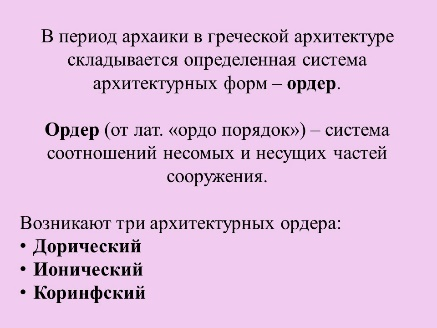 В период архаики в греческой архитектуре
складывается определенная система
архитектурных форм – ордер.
Ордер (от лат. «ордо порядок») – система
соотношений несомых и несущих частей
сооружения.
Возникают три архитектурных ордера:
• Дорический
• Ионический
• Коринфский